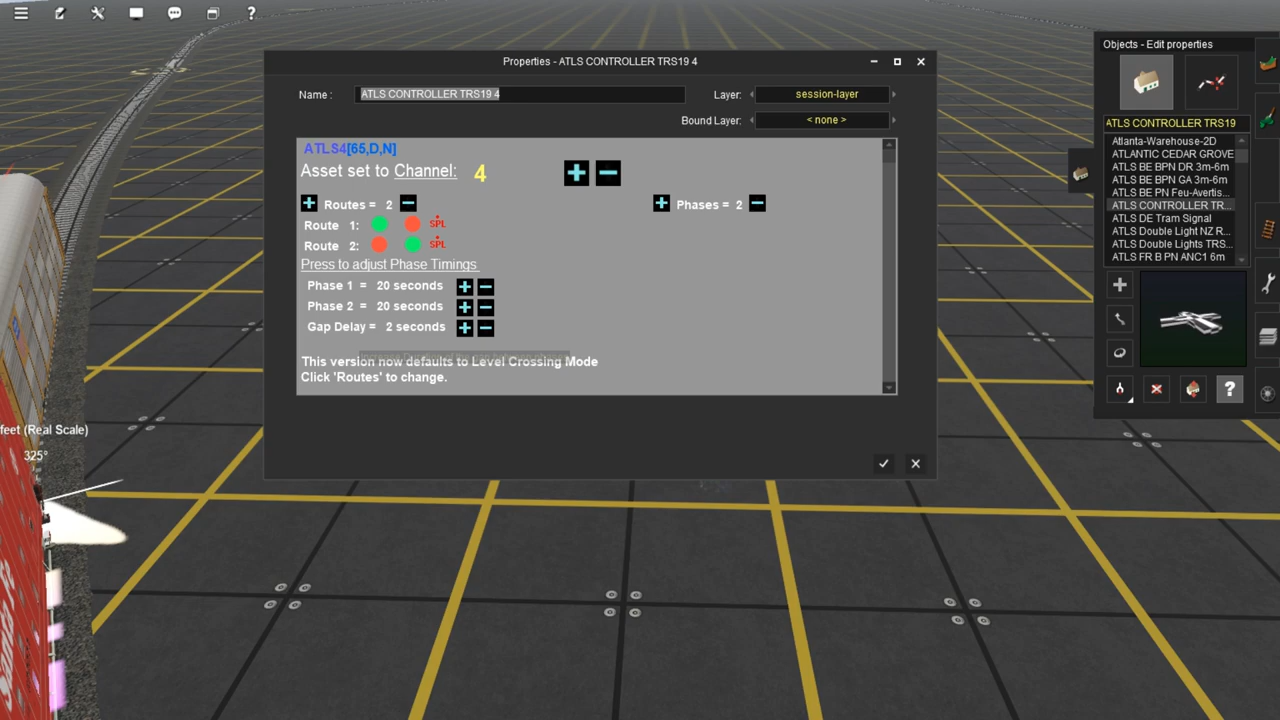 Properties - ATLS CONTROLLER TRS19 4
Name :
ATLS CONTROLLER TRS19 4
Layer:
session-layer
Bound Layer:
< none >
ATLS4[65,D,N]
Asset set to Channel: 4
Routes = 2
Phases = 2
Route 1:
SPL
Route 2:
SPL
Press to adjust Phase Timings
Phase 1 = 20 seconds
Phase 2 = 20 seconds
Gap Delay = 2 seconds
This version now defaults to Level Crossing Mode
Click 'Routes' to change.
Objects - Edit properties
ATLS CONTROLLER TRS19
Atlanta-Warehouse-2D
ATLANTIC CEDAR GROVE
ATLS BE BPN DR 3m-6m
ATLS BE BPN GA 3m-6m
ATLS BE PN Feu-Avertis...
ATLS CONTROLLER TR...
ATLS DE Tram Signal
ATLS Double Light NZ R...
ATLS Double Lights TRS...
ATLS FR B PN ANC1 6m
feet (Real Scale)
325°